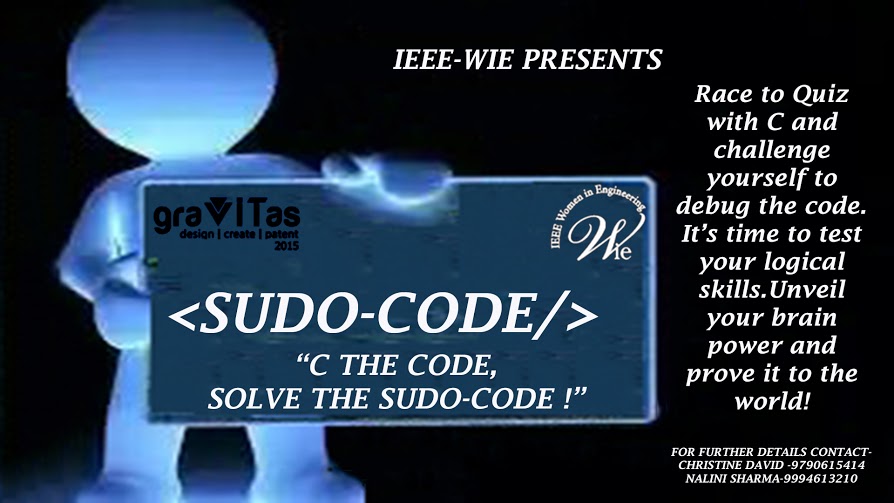 IEEE-WIE PRESENTS
graVITas
design | create | patent
2015
IEEE Women in Engineering
Wie
<SUDO-CODE/>
“C THE CODE,
SOLVE THE SUDO-CODE !”
Race to Quiz
with C and
challenge
yourself to
debug the code.
It’s time to test
your logical
skills.Unveil
your brain
power and
prove it to the
world!
FOR FURTHER DETAILS CONTACT-
CHRISTINE DAVID -9790615414
NALINI SHARMA-9994613210